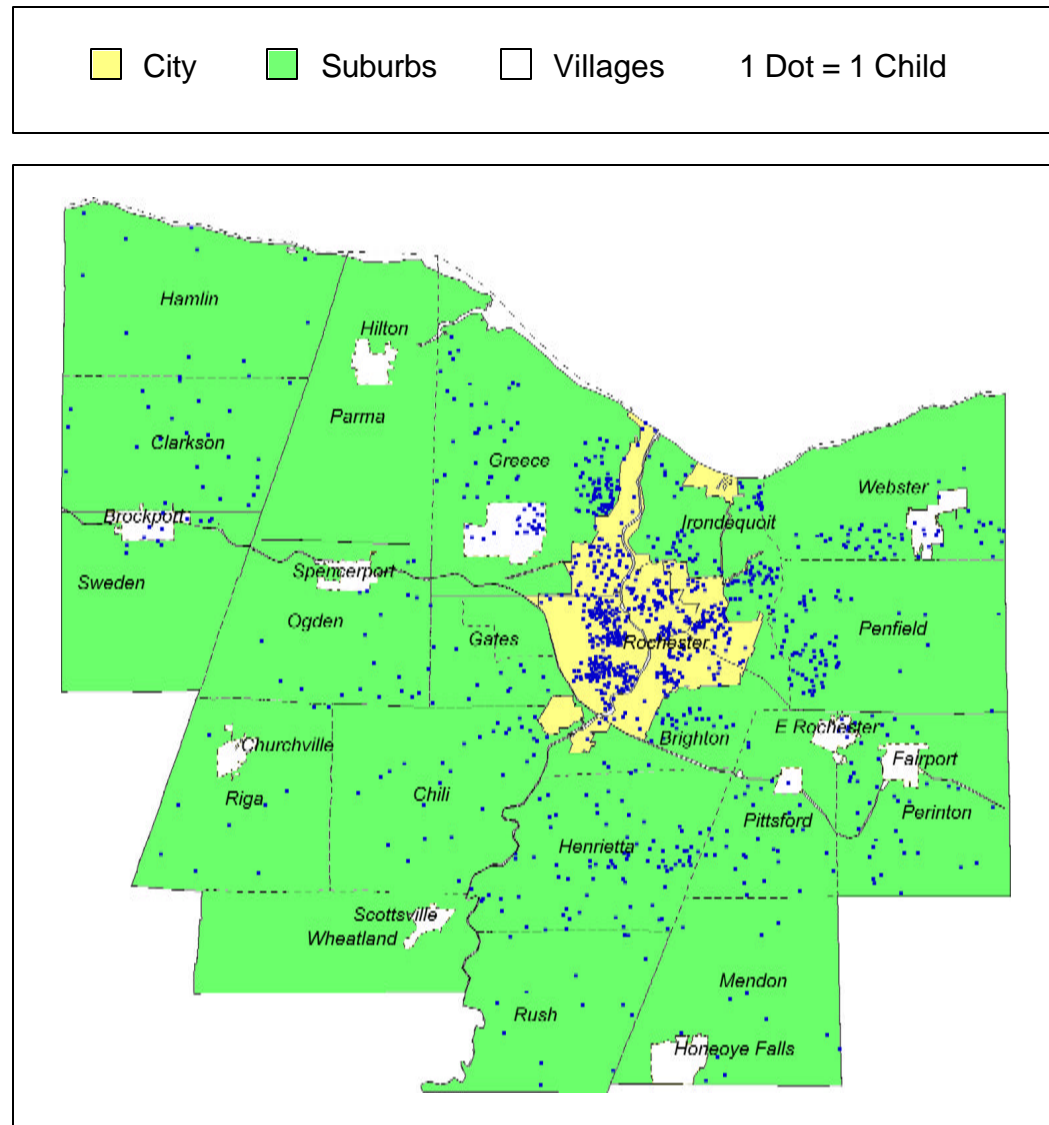 City Suburbs Villages 1 Dot = 1 Child
Hamlin
Hilton
Parma
Clarkson
Greece
Webster
Brockport
Irondequoit
Spencerport
Sweden
Ogden
Gates
Rochester
Penfield
Churchville
E Rochester
Brighton
Fairport
Riga
Chili
Pittsford
Perinton
Henrietta
Scottsville
Wheatland
Mendon
Rush
Honeoye Falls